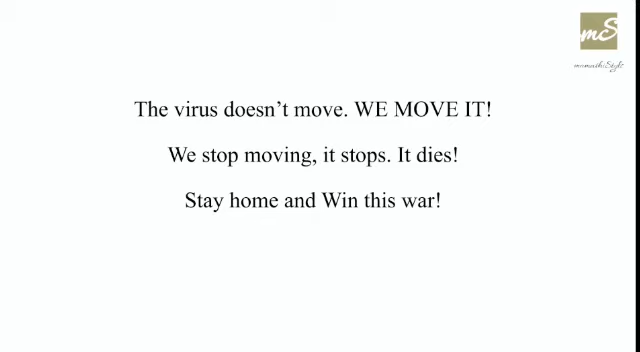 mS
The virus doesn't move. WE MOVE IT!
We stop moving, it stops. It dies!
Stay home and Win this war!